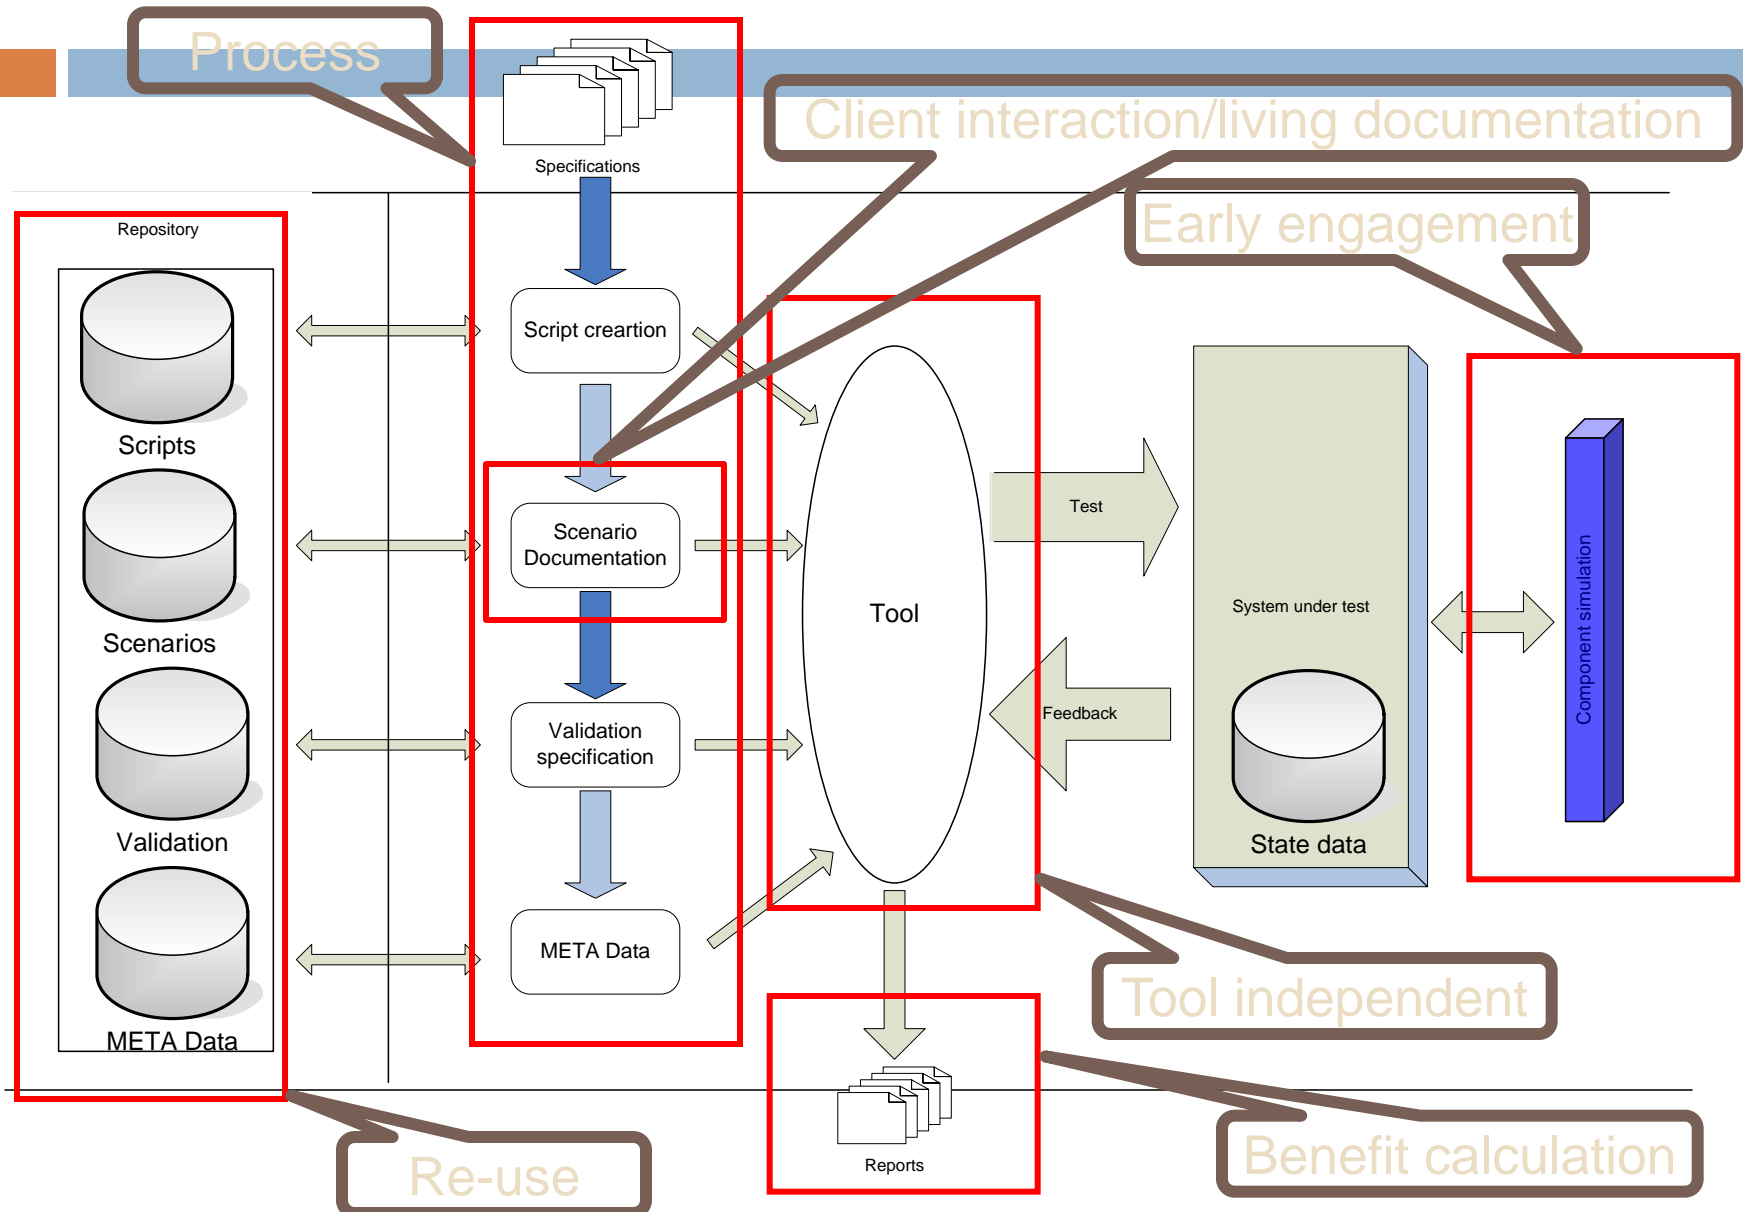 Process
Client interaction/living documentation
Specifications
Early engagement
Repository
Script creartion
Scripts
Scenario
Documentation
Test
Scenarios
Tool
System under test
Component simulation
Validation
specification
Feedback
Validation
State data
META Data
META Data
Tool independent
Reports
Benefit calculation
Re-use